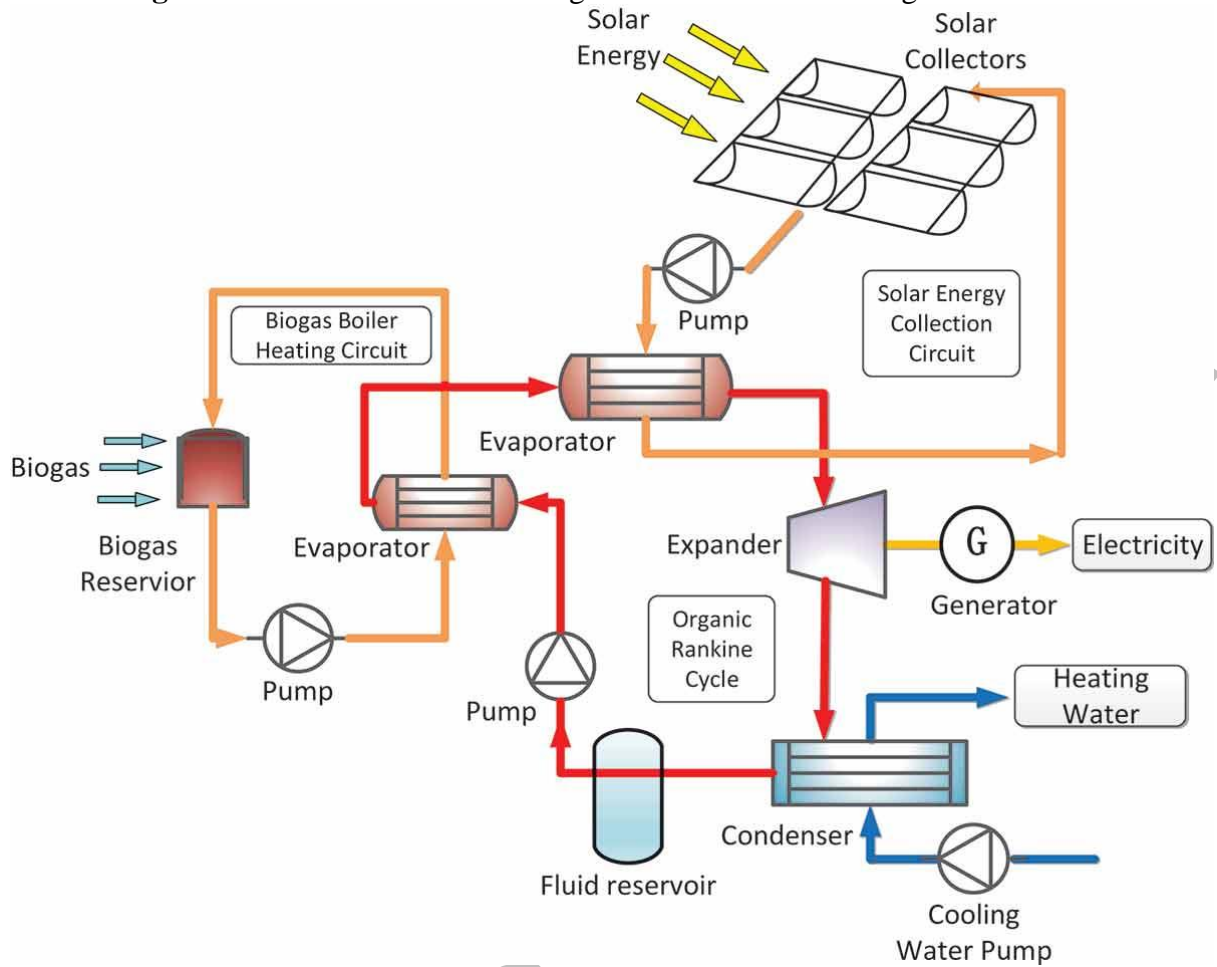 Solar
Energy
Solar
Collectors
Pump
Solar Energy
Collection
Circuit
Biogas Boiler
Heating Circuit
Evaporator
Biogas
Biogas
Reservior
Evaporator
Expander
G
Electricity
Generator
Pump
Organic
Rankine
Cycle
Pump
Heating
Water
Condenser
Fluid reservoir
Cooling
Water Pump